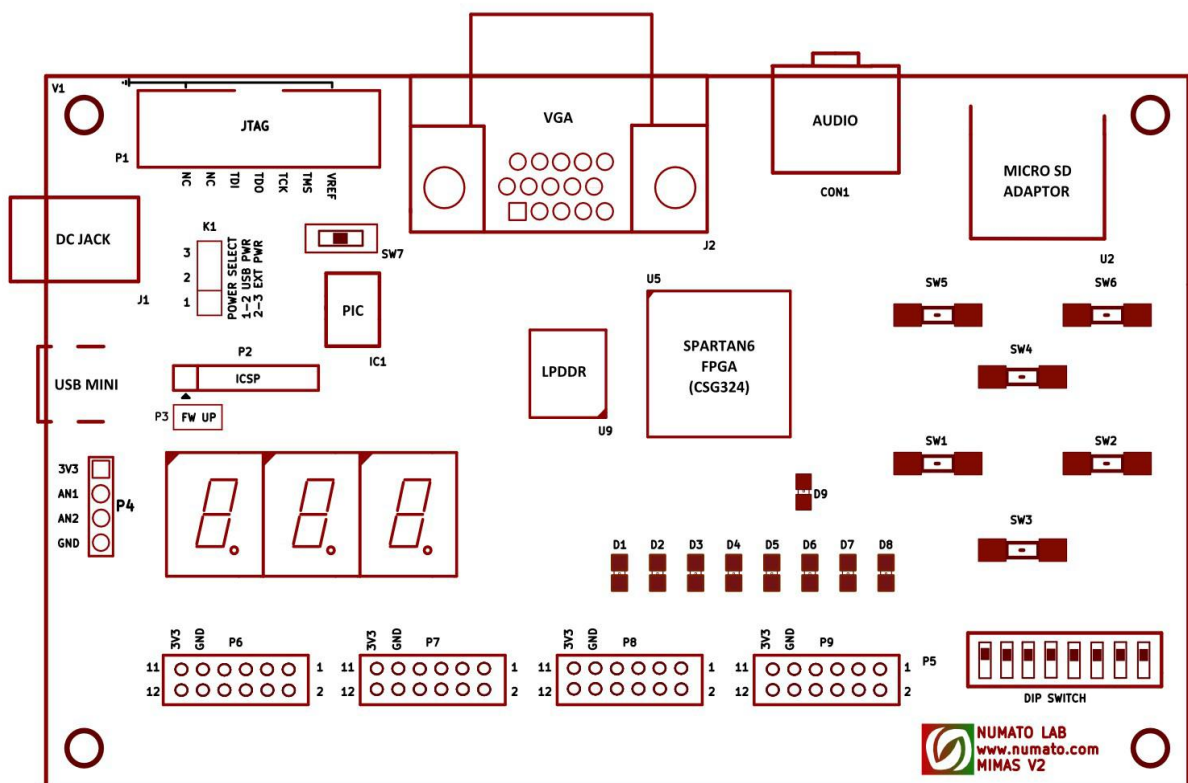 V1
JTAG
P1
NC
NC
TDI
TDO
TCK
TMS
VREF
VGA
J2
AUDIO
CON1
MICRO SD
ADAPTOR
U2
DC JACK
J1
K1
3
2
1
POWER SELECT
1-2 USB PWR
2-3 EXT PWR
SW7
PIC
IC1
U5
SPARTAN6
FPGA
(CSG324)
LPDDR
U9
SW5
SW6
SW4
SW1
SW2
SW3
USB MINI
P2
ICSP
P3
FW UP
3V3
AN1
AN2
GND
P4
D9
D1 D2 D3 D4 D5 D6 D7 D8
3V3
GND
P6
11
1
12
2
3V3
GND
P7
11
1
12
2
3V3
GND
P8
11
1
12
2
3V3
GND
P9
11
1
12
2
P5
DIP SWITCH
NUMATO LAB
www.numato.com
MIMAS V2